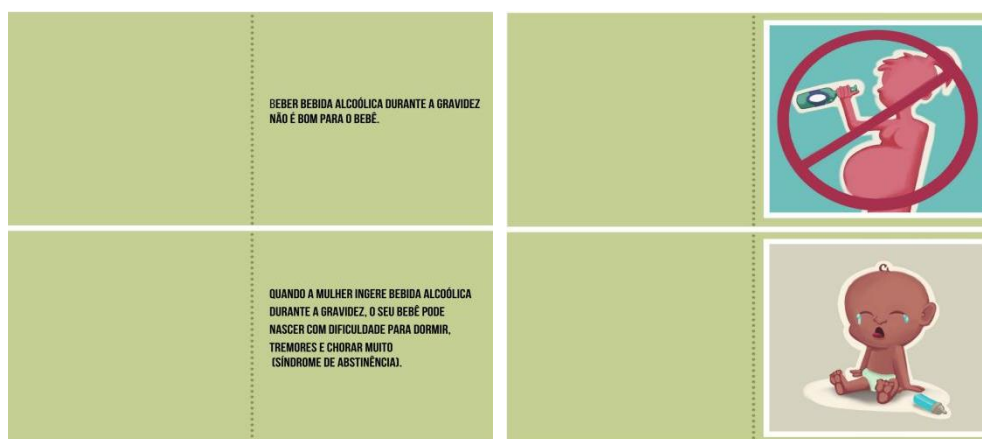 BEBER BEBIDA ALCOÓLICA DURANTE A GRAVIDEZ
NÃO É BOM PARA O BEBÊ.
QUANDO A MULHER INGERE BEBIDA ALCOÓLICA
DURANTE A GRAVIDEZ, O SEU BEBÊ PODE
NASCER COM DIFICULDADE PARA DORMIR,
TREMORES E CHORAR MUITO
(SÍNDROME DE ABSTINÊNCIA).